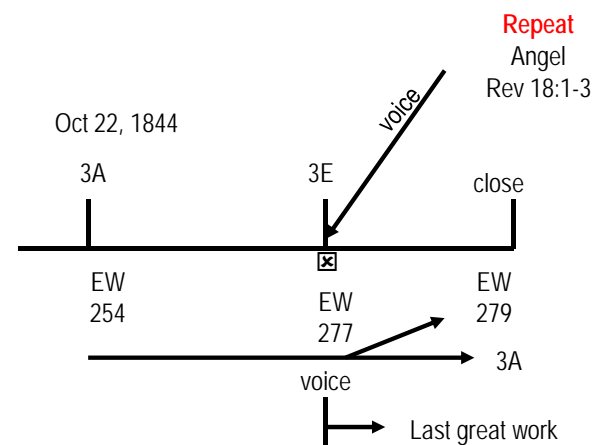 Repeat
Angel
Rev 18:1-3
voice
Oct 22, 1844
3A
3E
close
EW
254
EW
277
EW
279
3A
voice
Last great work